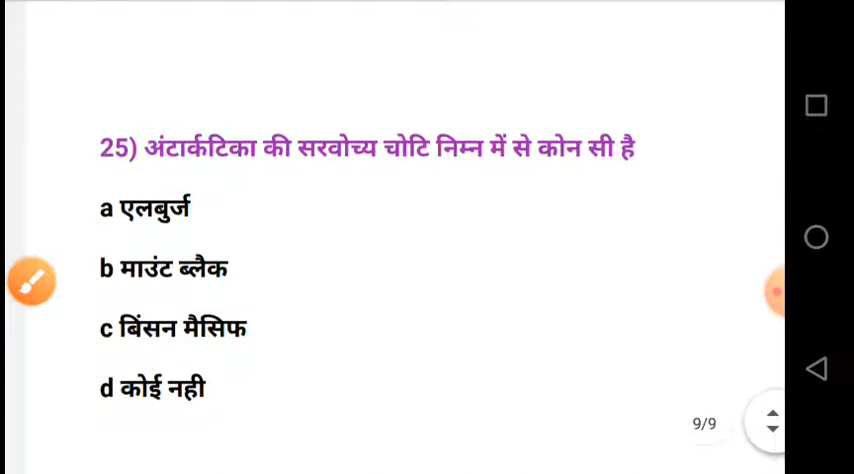 25) अंटार्कटिका की सरवोच्य चोटि निम्न में से कोन सी है
a एलबुर्ज
b माउंट ब्लैक
c बिंसन मैसिफ
d कोई नही
9/9